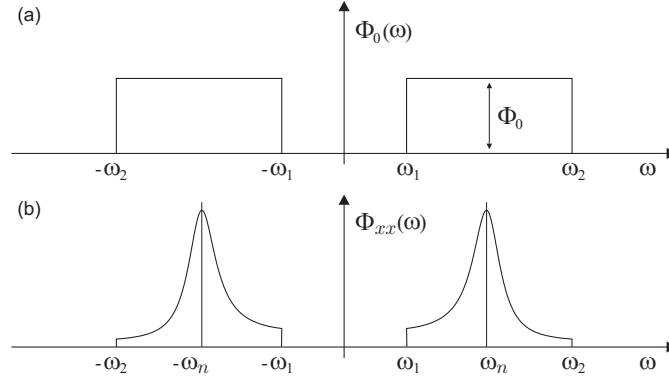 (a)
Φ₀(ω)
Φ₀
-ω₂ -ω₁ ω₁ ω₂ ω
(b)
Φₓₓ(ω)
-ω₂ -ωₙ -ω₁ ω₁ ωₙ ω₂ ω